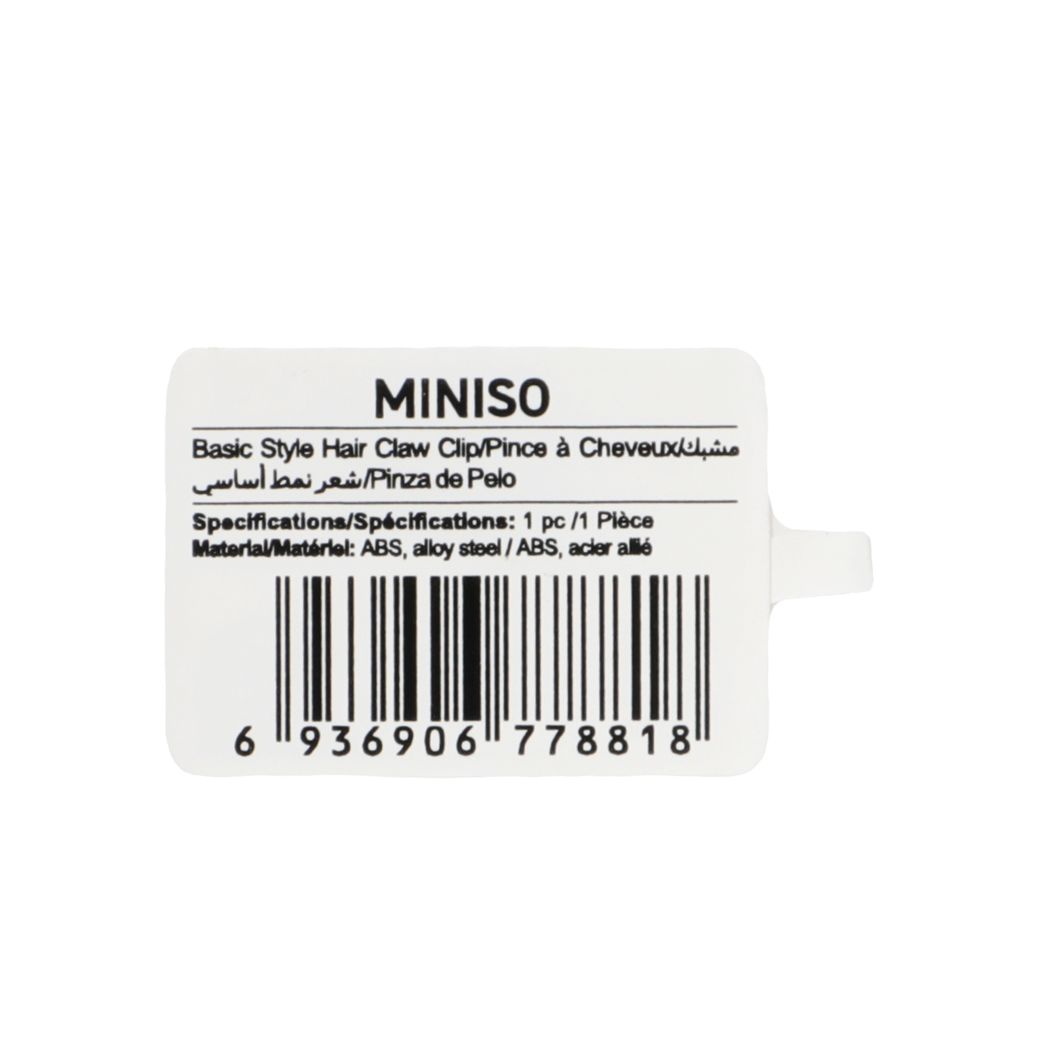 MINISO
Basic Style Hair Claw Clip/Pince à Cheveux/مشبك
شعر نمط أساسي/Pinza de Pelo
Specifications/Spécifications: 1 pc /1 Pièce
Material/Matériel: ABS, alloy steel / ABS, acier allié
6 936906 778818